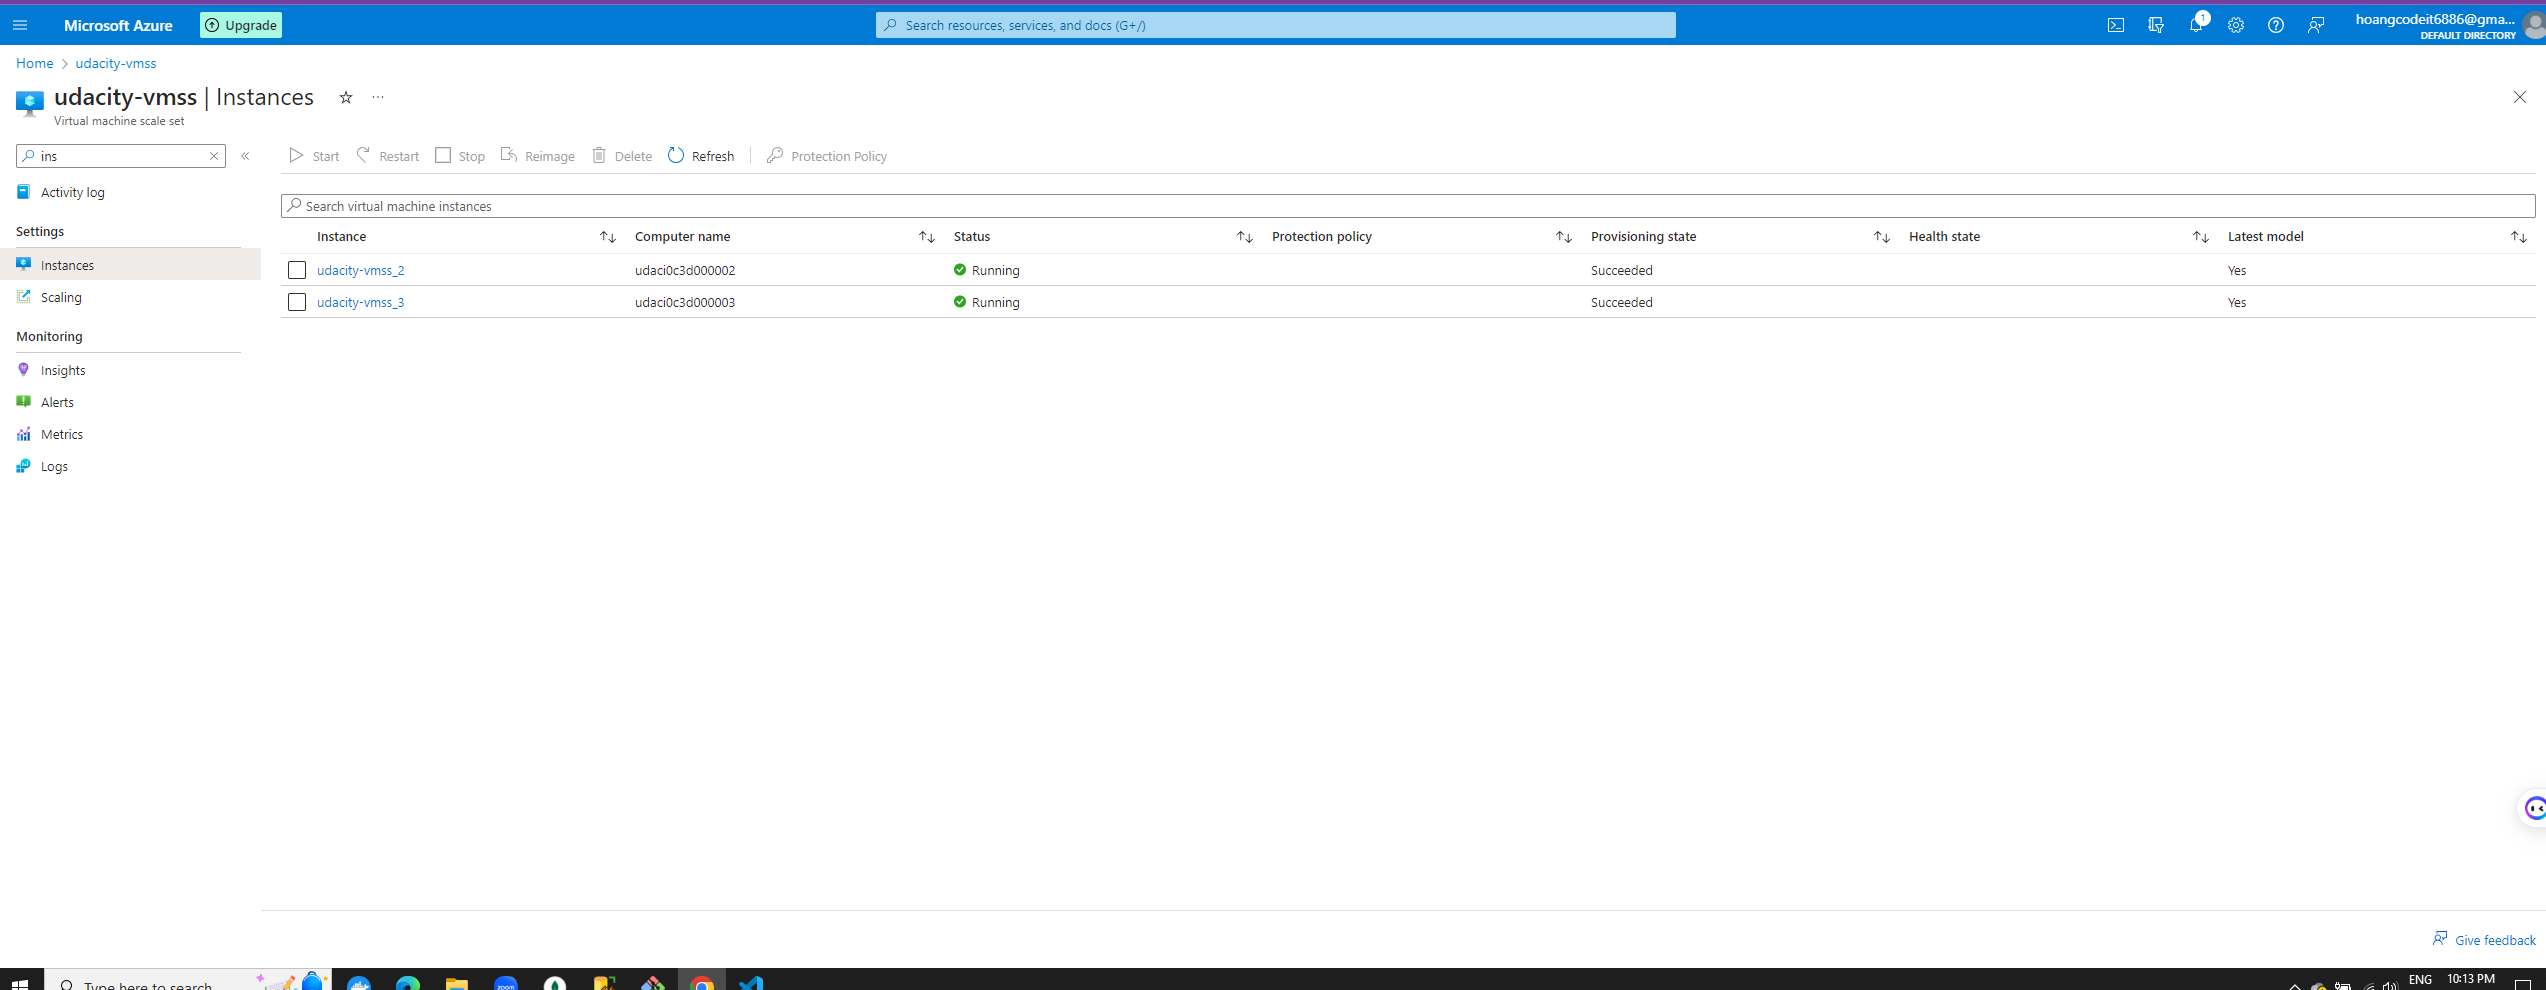 Microsoft Azure
Upgrade
Search resources, services, and docs (G+/)
1
hoangcodeit6886@gma...
DEFAULT DIRECTORY
Home > udacity-vmss
udacity-vmss | Instances
Virtual machine scale set
ins
Start
Restart
Stop
Reimage
Delete
Refresh
Protection Policy
Activity log
Settings
Instances
Scaling
Monitoring
Insights
Alerts
Metrics
Logs
Search virtual machine instances
Instance Computer name Status Protection policy Provisioning state Health state Latest model
udacity-vmss_2 udaci0c3d000002 Running Succeeded Yes
udacity-vmss_3 udaci0c3d000003 Running Succeeded Yes
Give feedback
Type here to search
zoom
ENG
10:13 PM